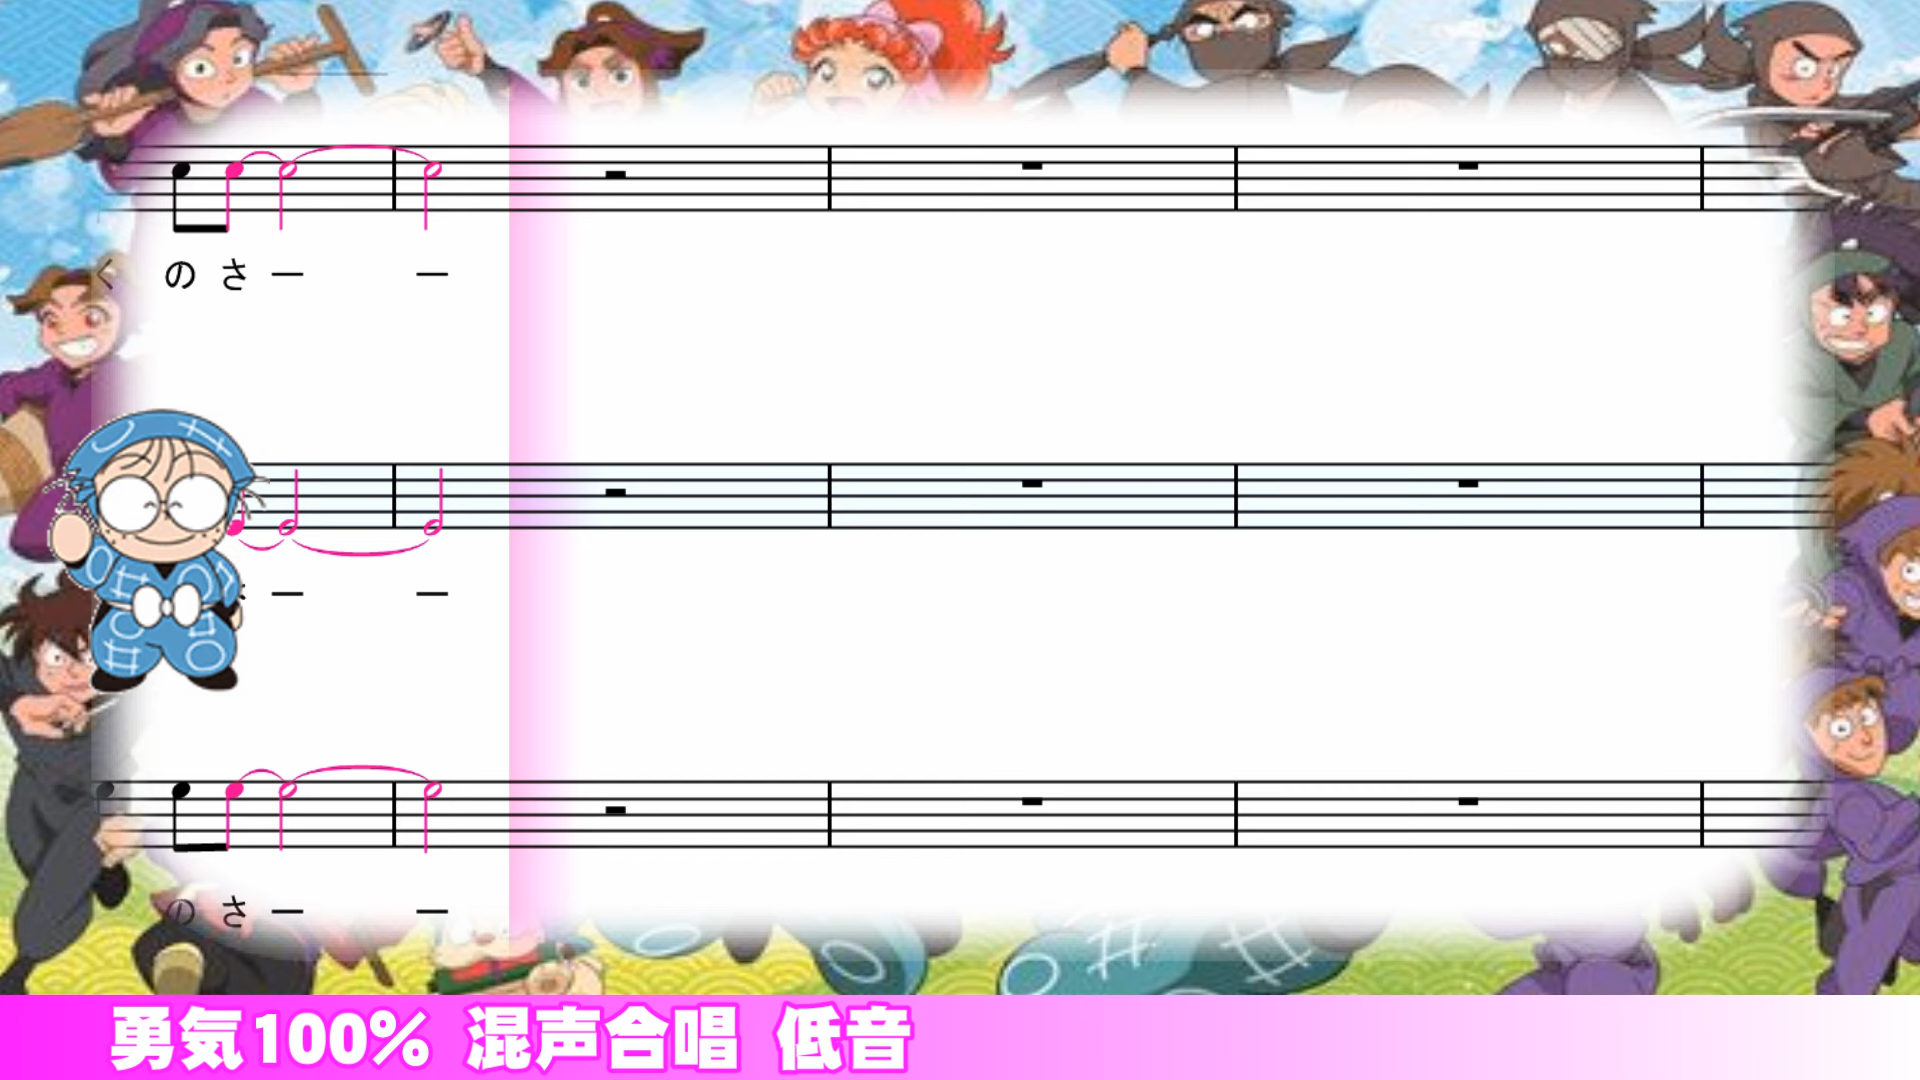 く の さ ー ー
ー ー
の さ ー ー
勇気100% 混声合唱 低音